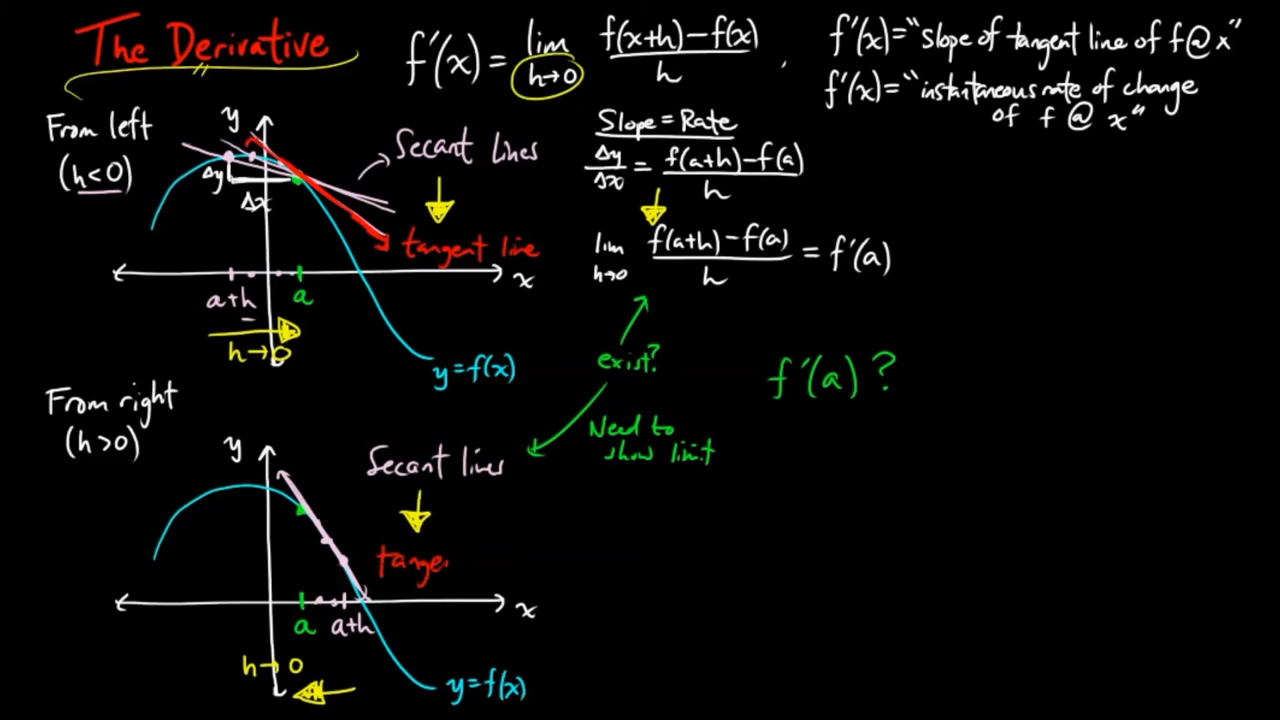 The Derivative
f'(x) = lim h→0 f(x+h) - f(x) / h
f'(x) = "slope of tangent line of f @ x"
f'(x) = "instantaneous rate of change
of f @ x"
From left
(h<0)
y
Δy
Δx
Secant lines
tangent line
x
a+h
a
h→0
y=f(x)
Slope = Rate
Δy/Δx = f(a+h) - f(a) / h
lim h→0 f(a+h) - f(a) / h = f'(a)
exist?
Need to
show limit
f'(a)?
From right
(h>0)
y
Secant lines
tange
x
a
a+h
h→0
y=f(x)